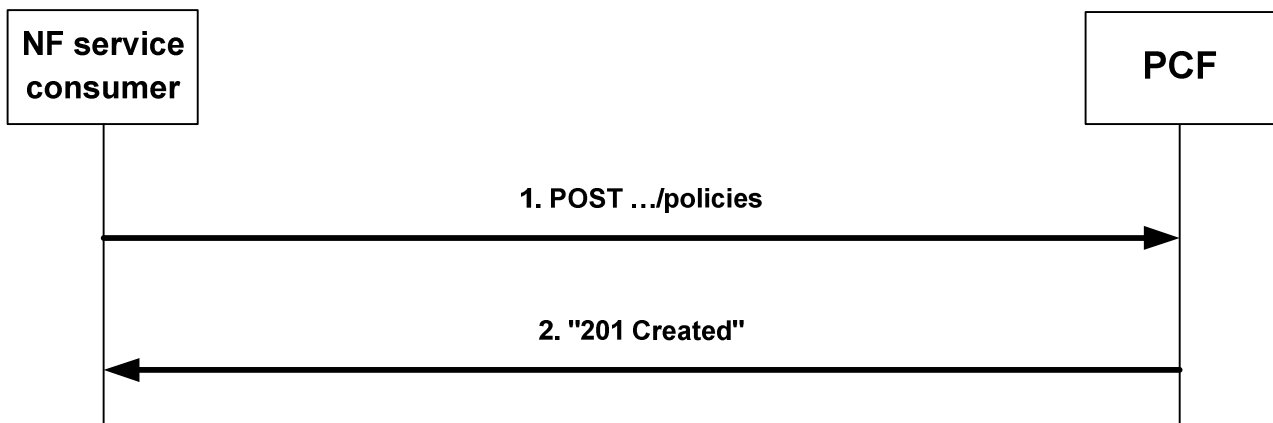 NF service
consumer
PCF
1. POST …/policies
2. "201 Created"